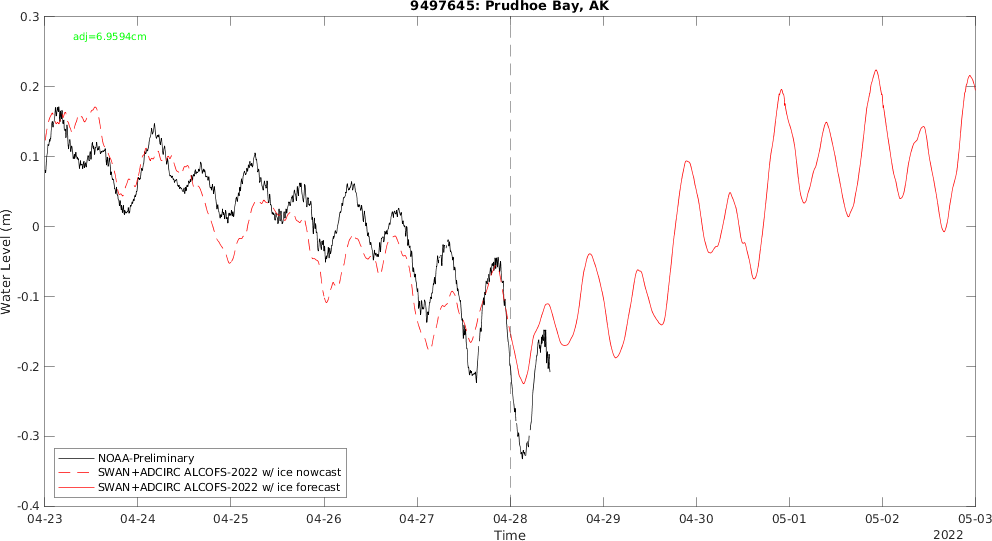 9497645: Prudhoe Bay, AK
adj=6.9594cm
0.3
0.2
0.1
0
-0.1
-0.2
-0.3
-0.4
Water Level (m)
NOAA-Preliminary
SWAN+ADCIRC ALCOFS-2022 w/ ice nowcast
SWAN+ADCIRC ALCOFS-2022 w/ ice forecast
04-23 04-24 04-25 04-26 04-27 04-28 04-29 04-30 05-01 05-02 05-03
Time
2022